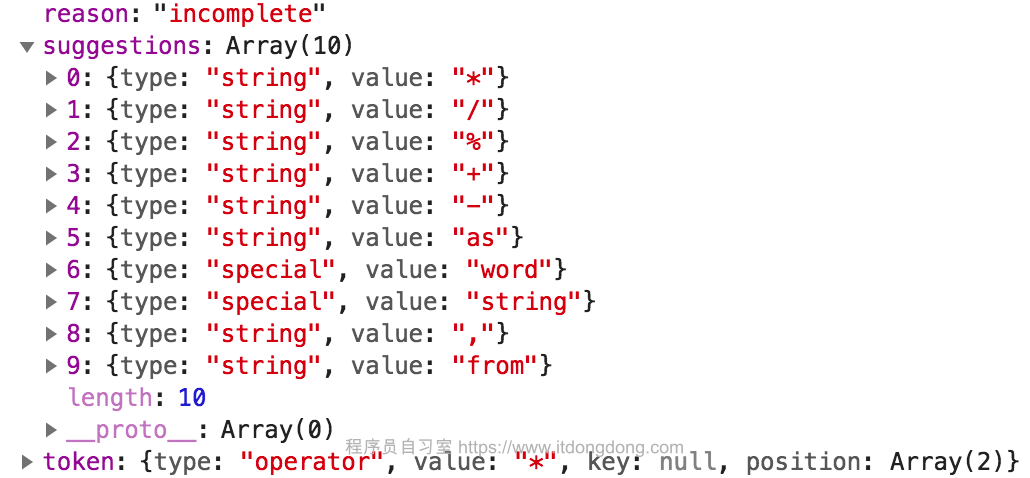 reason: "incomplete"
▼ suggestions: Array(10)
▶ 0: {type: "string", value: "*"}
▶ 1: {type: "string", value: "/"}
▶ 2: {type: "string", value: "%"}
▶ 3: {type: "string", value: "+"}
▶ 4: {type: "string", value: "-"}
▶ 5: {type: "string", value: "as"}
▶ 6: {type: "special", value: "word"}
▶ 7: {type: "special", value: "string"}
▶ 8: {type: "string", value: ","}
▶ 9: {type: "string", value: "from"}
length: 10
▶ __proto__: Array(0)
程序员自习室 https://www.itdongdong.com
▶ token: {type: "operator", value: "*", key: null, position: Array(2)}